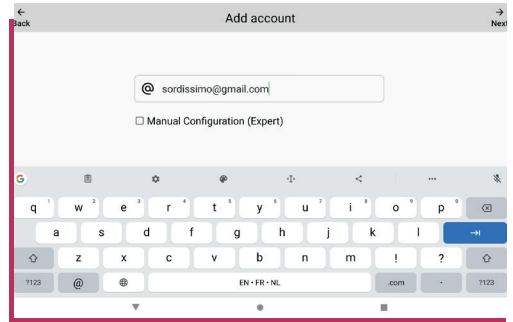 Back Add account Next
@ sordissimo@gmail.com
Manual Configuration (Expert)
G
q 1 w 2 e 3 r 4 t 5 y 6 u 7 i 8 o 9 p 0
a s d f g h j k l
z x c v b n m ! ?
?123 @ EN • FR • NL .com . ?123